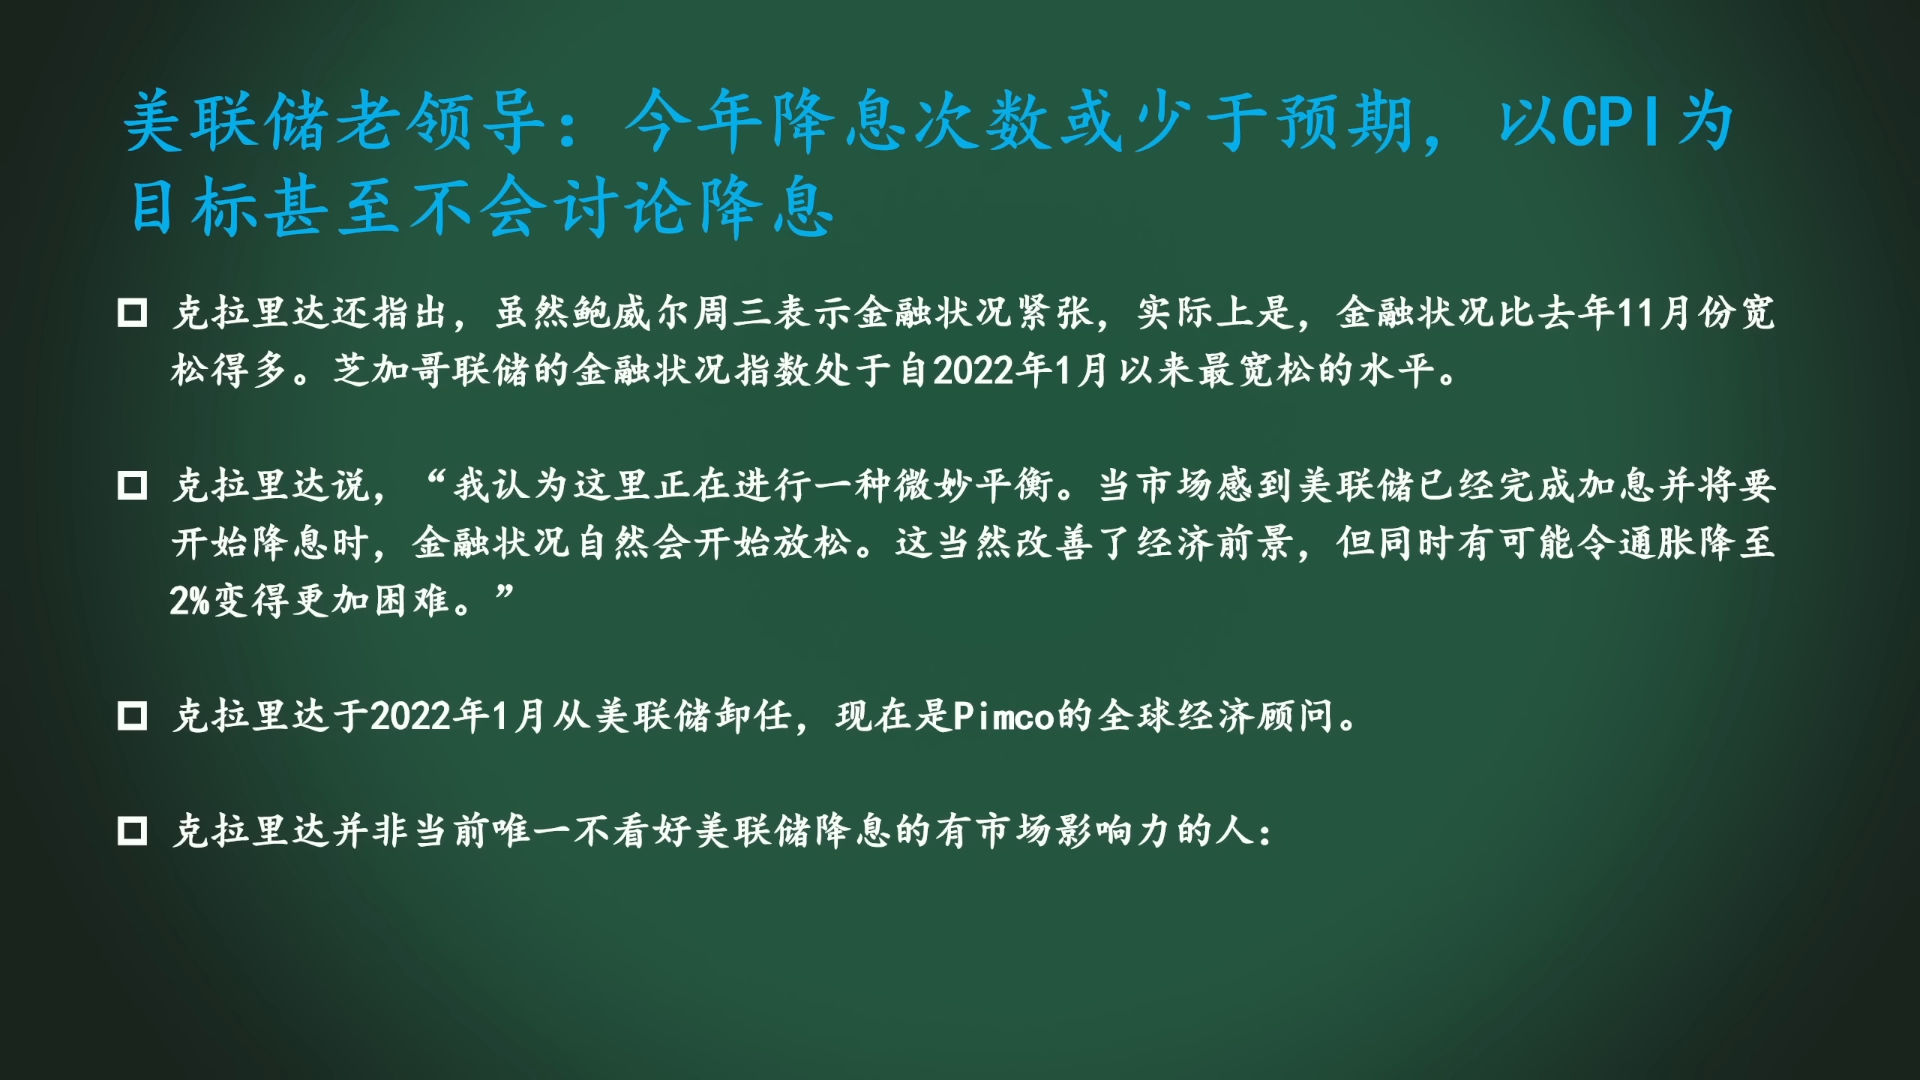 美联储老领导：今年降息次数或少于预期，以CPI为
目标甚至不会讨论降息
克拉里达还指出，虽然鲍威尔周三表示金融状况紧张，实际上是，金融状况比去年11月份宽
松得多。芝加哥联储的金融状况指数处于自2022年1月以来最宽松的水平。
克拉里达说，“我认为这里正在进行一种微妙平衡。当市场感到美联储已经完成加息并将要
开始降息时，金融状况自然会开始放松。这当然改善了经济前景，但同时有可能令通胀降至
2%变得更加困难。”
克拉里达于2022年1月从美联储卸任，现在是Pimco的全球经济顾问。
克拉里达并非当前唯一不看好美联储降息的有市场影响力的人：